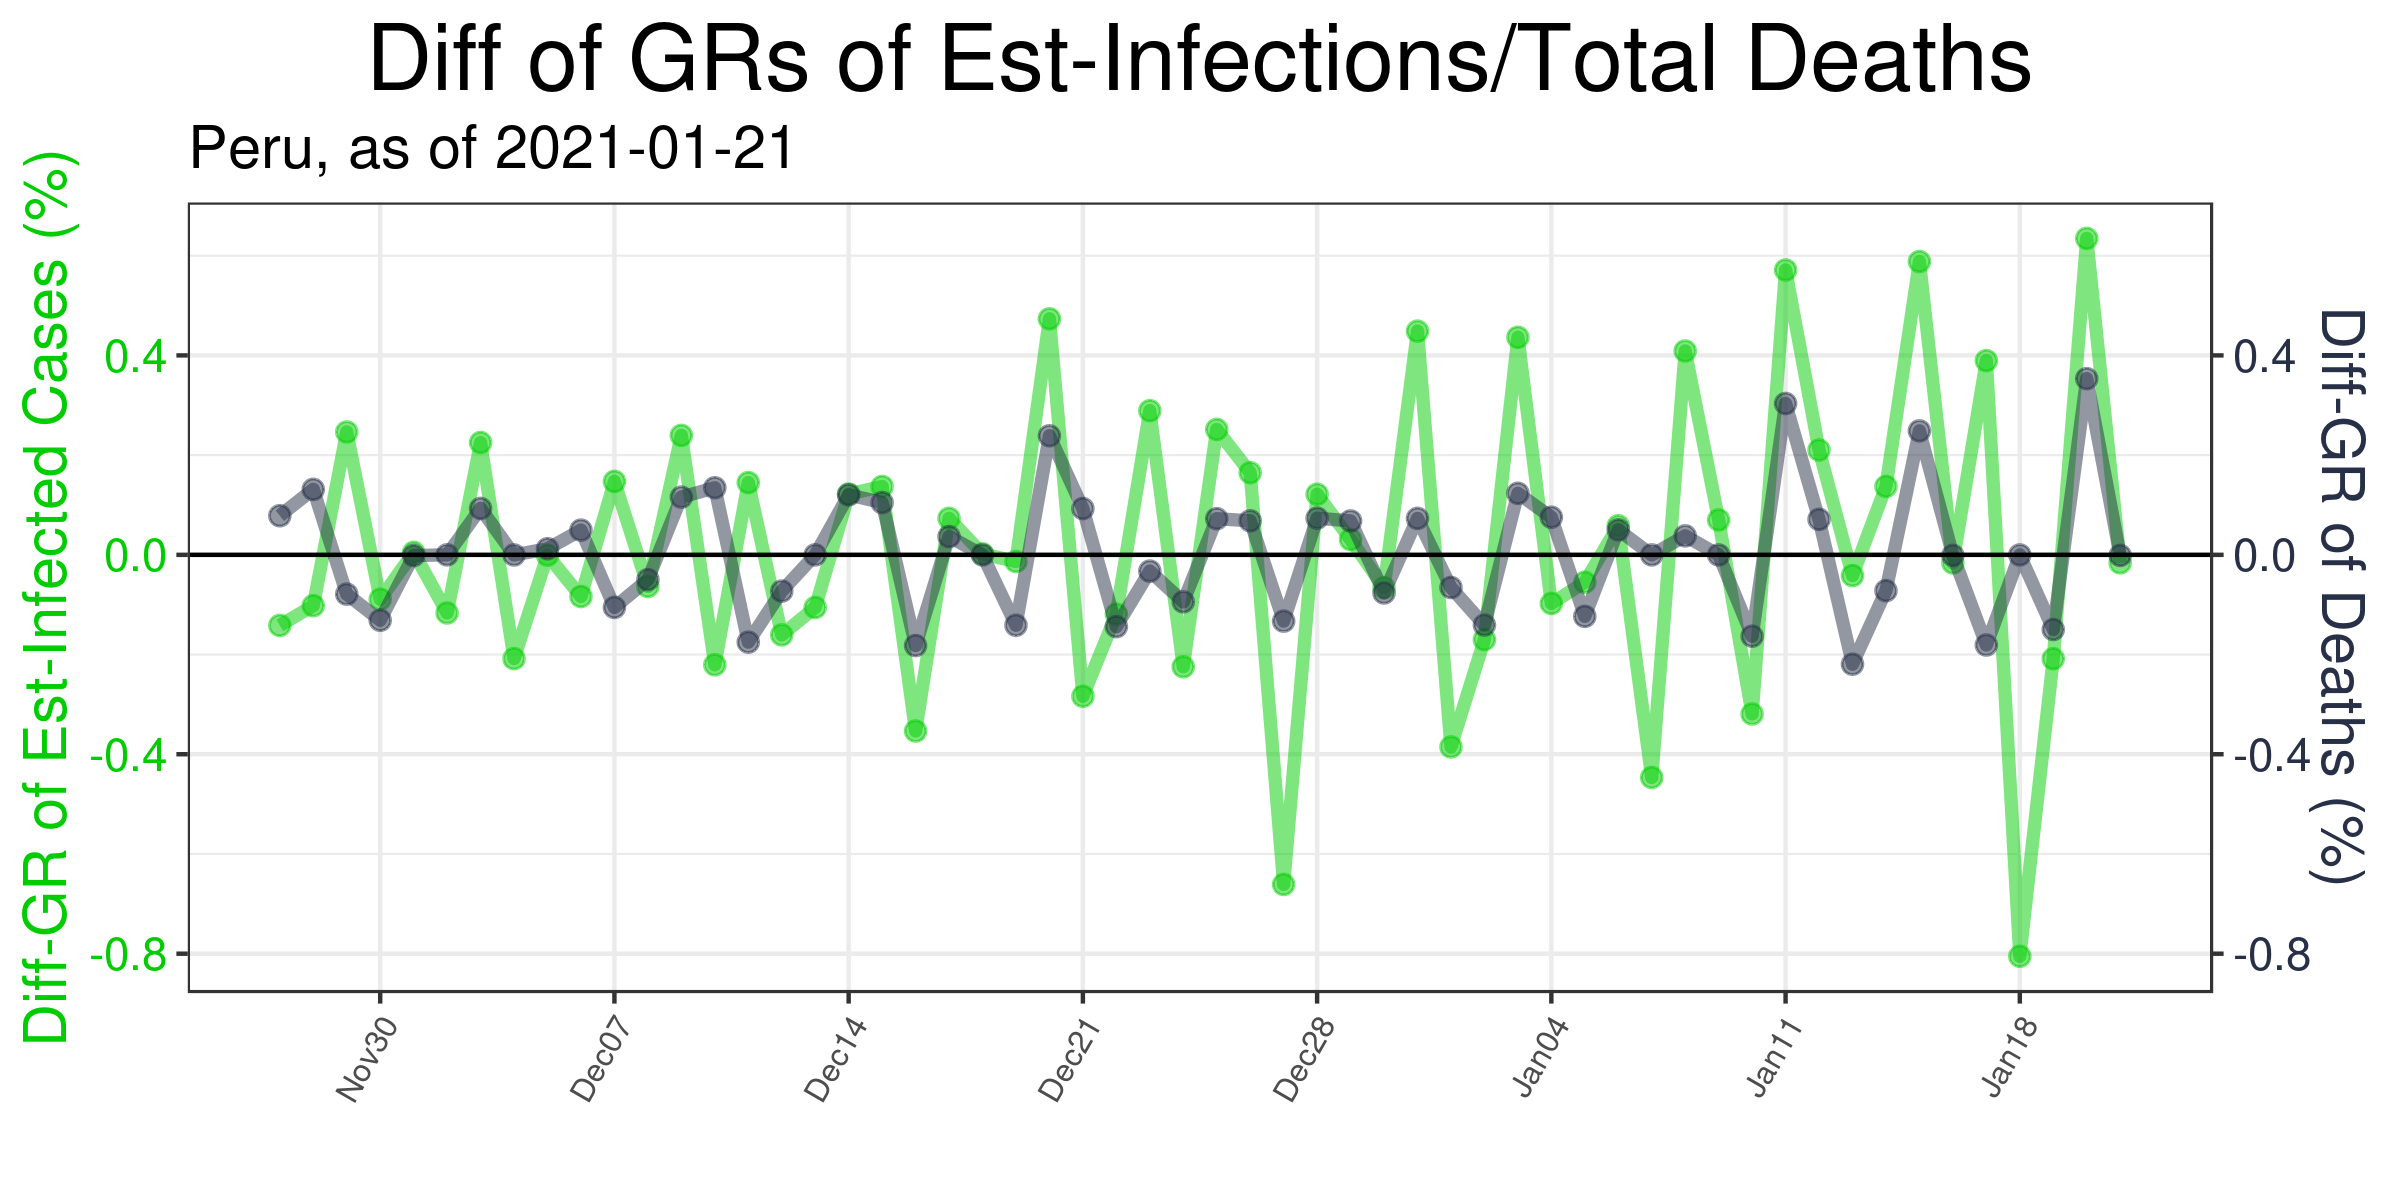 Diff of GRs of Est-Infections/Total Deaths
Peru, as of 2021-01-21
Diff-GR of Est-Infected Cases (%)
0.4
0.0
-0.4
-0.8
0.4
0.0
-0.4
-0.8
Diff-GR of Deaths (%)
Nov30
Dec07
Dec14
Dec21
Dec28
Jan04
Jan11
Jan18